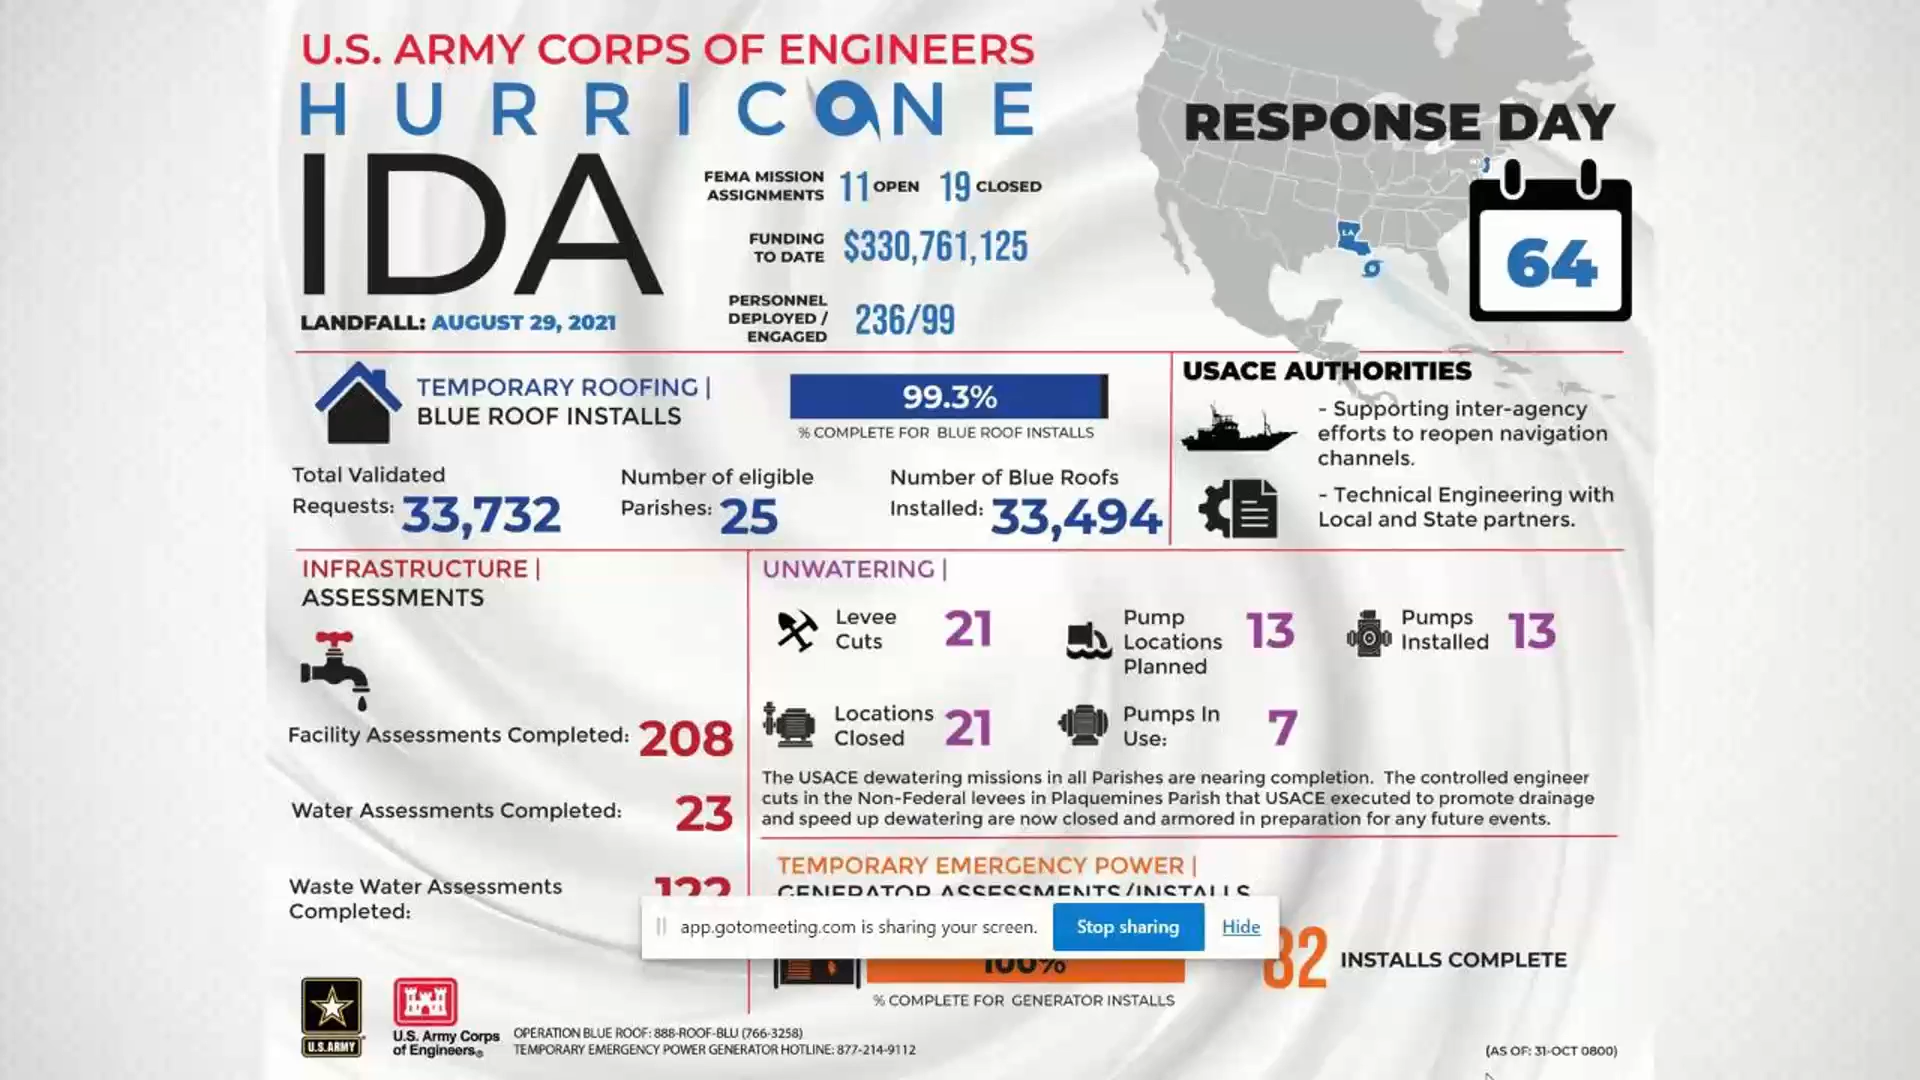 U.S. ARMY CORPS OF ENGINEERS
HURRICANE
IDA
LANDFALL: AUGUST 29, 2021
FEMA MISSION
ASSIGNMENTS
11 OPEN 19 CLOSED
FUNDING
TO DATE
$330,761,125
PERSONNEL
DEPLOYED /
ENGAGED
236/99
RESPONSE DAY
64
LA
TEMPORARY ROOFING |
BLUE ROOF INSTALLS
99.3%
% COMPLETE FOR BLUE ROOF INSTALLS
Total Validated
Requests: 33,732
Number of eligible
Parishes: 25
Number of Blue Roofs
Installed: 33,494
USACE AUTHORITIES
- Supporting inter-agency
efforts to reopen navigation
channels.
- Technical Engineering with
Local and State partners.
INFRASTRUCTURE |
ASSESSMENTS
Facility Assessments Completed: 208
Water Assessments Completed: 23
Waste Water Assessments
Completed:
122
UNWATERING |
Levee
Cuts
21
Pump
Locations
Planned
13
Pumps
Installed
13
Locations
Closed
21
Pumps In
Use:
7
The USACE dewatering missions in all Parishes are nearing completion. The controlled engineer
cuts in the Non-Federal levees in Plaquemines Parish that USACE executed to promote drainage
and speed up dewatering are now closed and armored in preparation for any future events.
TEMPORARY EMERGENCY POWER |
GENERATOR ASSESSMENTS/INSTALLS
app.gotomeeting.com is sharing your screen.
Stop sharing
Hide
100%
% COMPLETE FOR GENERATOR INSTALLS
INSTALLS COMPLETE
U.S.ARMY
U.S. Army Corps
of Engineers®
OPERATION BLUE ROOF: 888-ROOF-BLU (766-3258)
TEMPORARY EMERGENCY POWER GENERATOR HOTLINE: 877-214-9112
(AS OF: 31-OCT 0800)